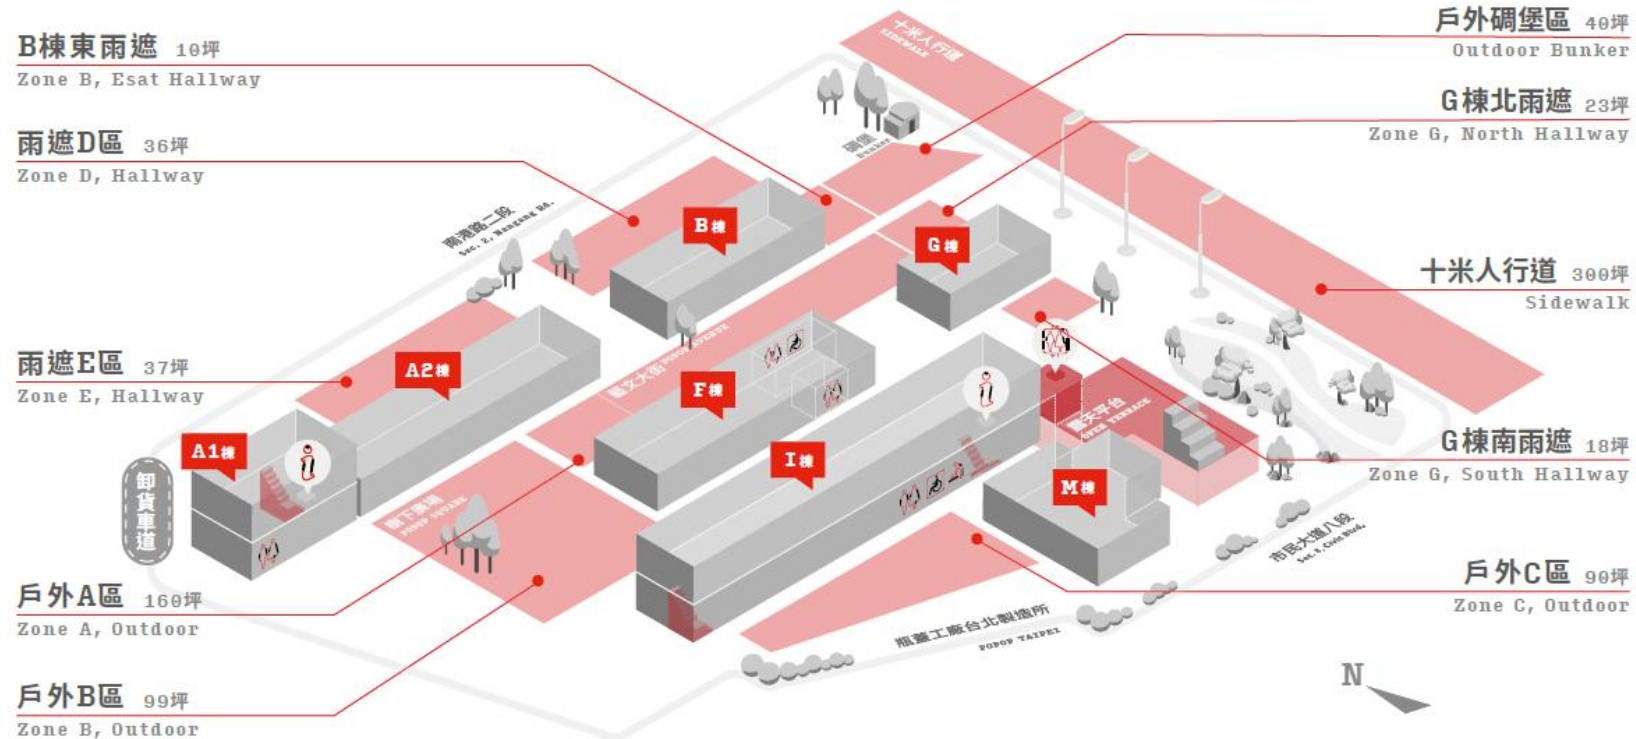 B棟東雨遮 10坪
Zone B, Esat Hallway
雨遮D區 36坪
Zone D, Hallway
雨遮E區 37坪
Zone E, Hallway
戶外A區 160坪
Zone A, Outdoor
戶外B區 99坪
Zone B, Outdoor
戶外碉堡區 40坪
Outdoor Bunker
G棟北雨遮 23坪
Zone G, North Hallway
十米人行道 300坪
Sidewalk
G棟南雨遮 18坪
Zone G, South Hallway
戶外C區 90坪
Zone C, Outdoor
十米人行道
SIDEWALK
碉堡
Bunker
南港路二段
Sec. 2, Nangang Rd.
B棟
G棟
A2棟
F棟
A1棟
I棟
M棟
藝文大街 POPOP AVENUE
露天平台
OPEN TERRACE
樹下廣場
POPOP SQUARE
卸貨車道
市民大道八段
Sec. 8, Civic Blvd.
瓶蓋工廠台北製造所
POPOP TAIPEI
N